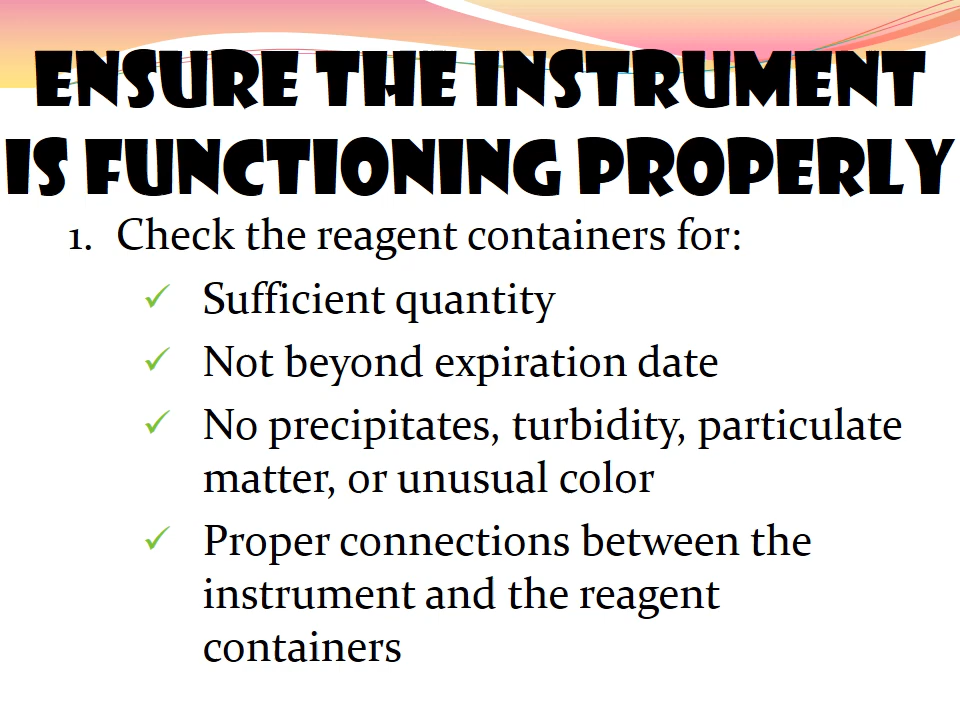 ENSURE THE INSTRUMENT
IS FUNCTIONING PROPERLY
1. Check the reagent containers for:
✓ Sufficient quantity
✓ Not beyond expiration date
✓ No precipitates, turbidity, particulate
matter, or unusual color
✓ Proper connections between the
instrument and the reagent
containers